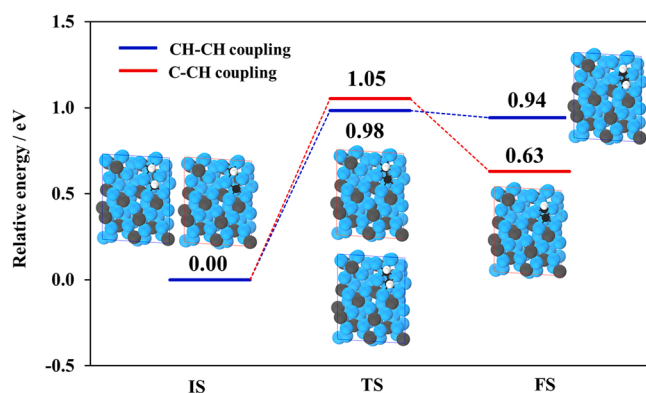 1.5
CH-CH coupling
C-CH coupling
1.05
0.94
1.0
0.98
0.63
0.5
0.00
0.0
-0.5
Relative energy / eV
IS
TS
FS